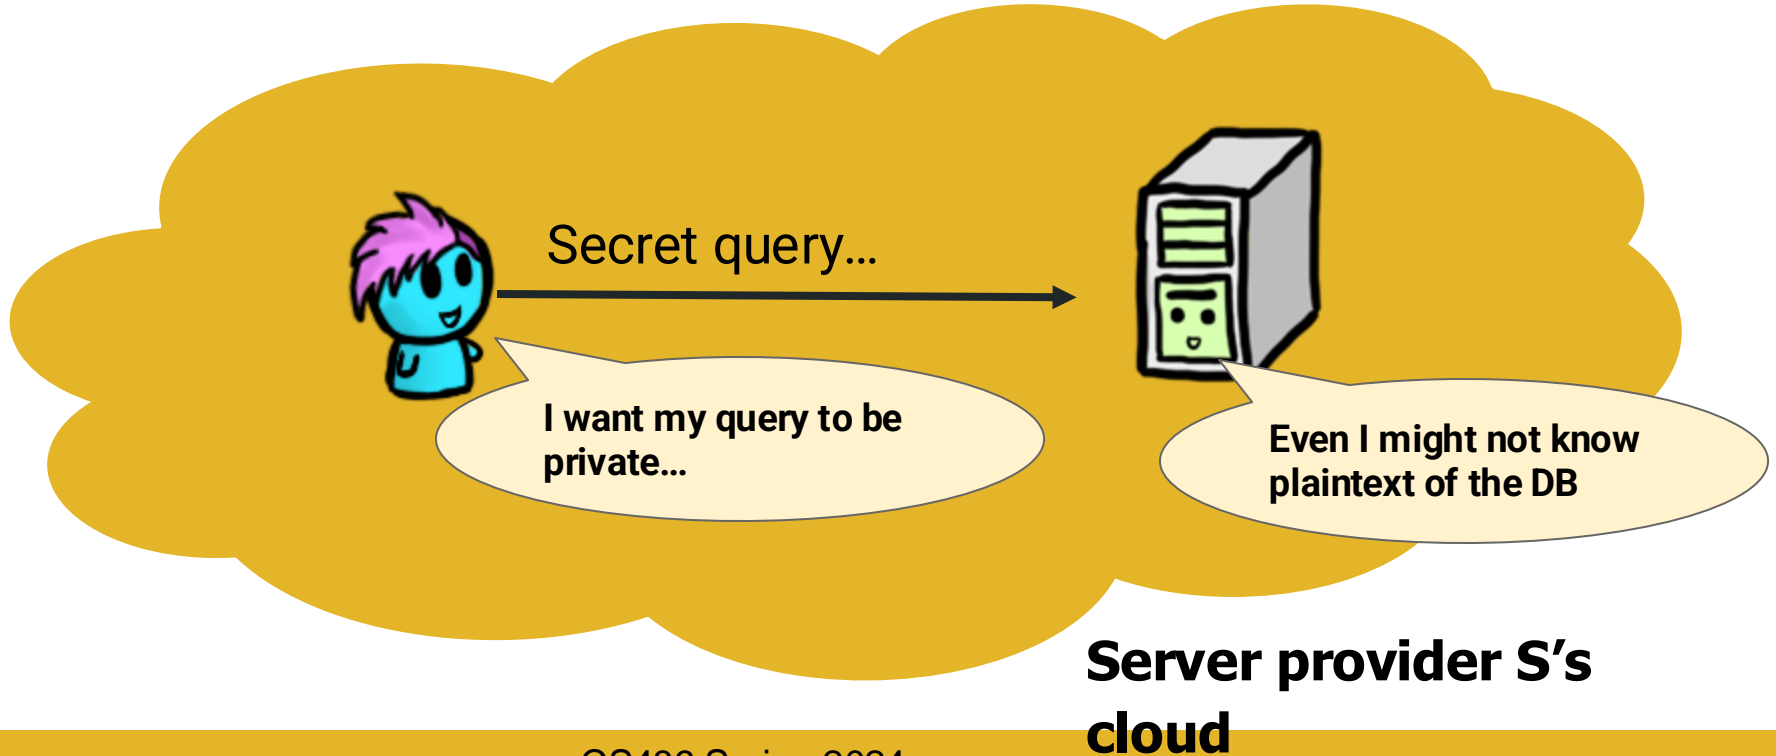 Secret query…
I want my query to be
private…
Even I might not know
plaintext of the DB
Server provider S’s
cloud